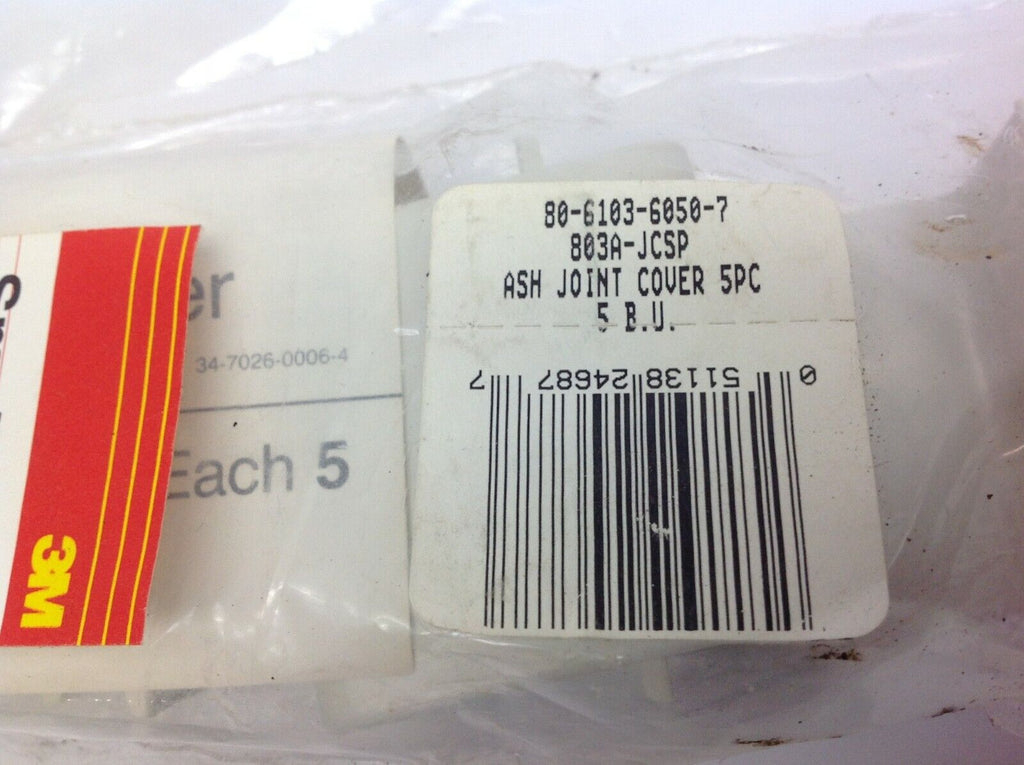 80-6103-6050-7
803A-JCSP
ASH JOINT COVER 5PC
5 B.U.
0 51138 24687 7
er
34-7026-0006-4
Each 5
3M